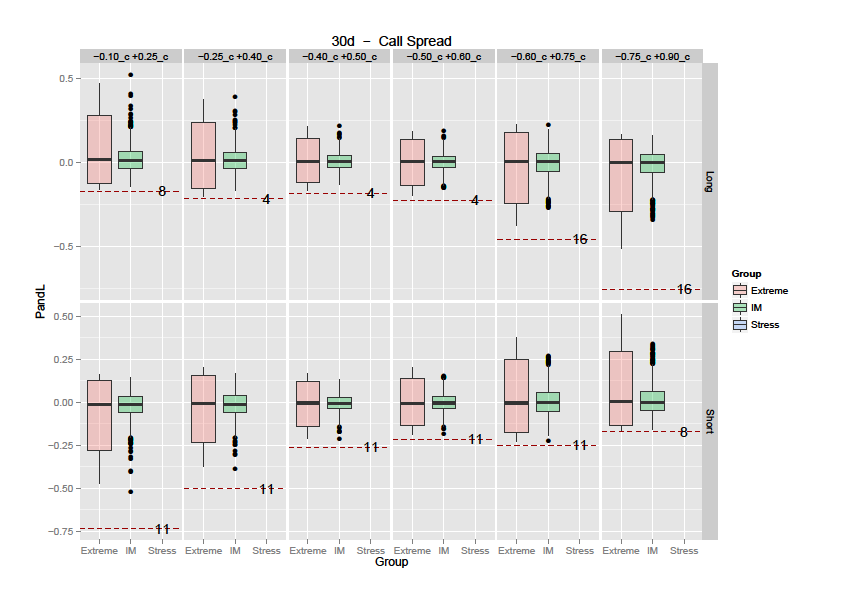 30d − Call Spread
−0.10_c +0.25_c −0.25_c +0.40_c −0.40_c +0.50_c −0.50_c +0.60_c −0.60_c +0.75_c −0.75_c +0.90_c
0.5
0.0
−0.5
8 4 4 4 16 16
Long
PandL
0.50
0.25
0.00
−0.25
−0.50
−0.75
11 11 11 11 11 8
Short
Extreme IM Stress Extreme IM Stress Extreme IM Stress Extreme IM Stress Extreme IM Stress Extreme IM Stress
Group
Group
Extreme
IM
Stress